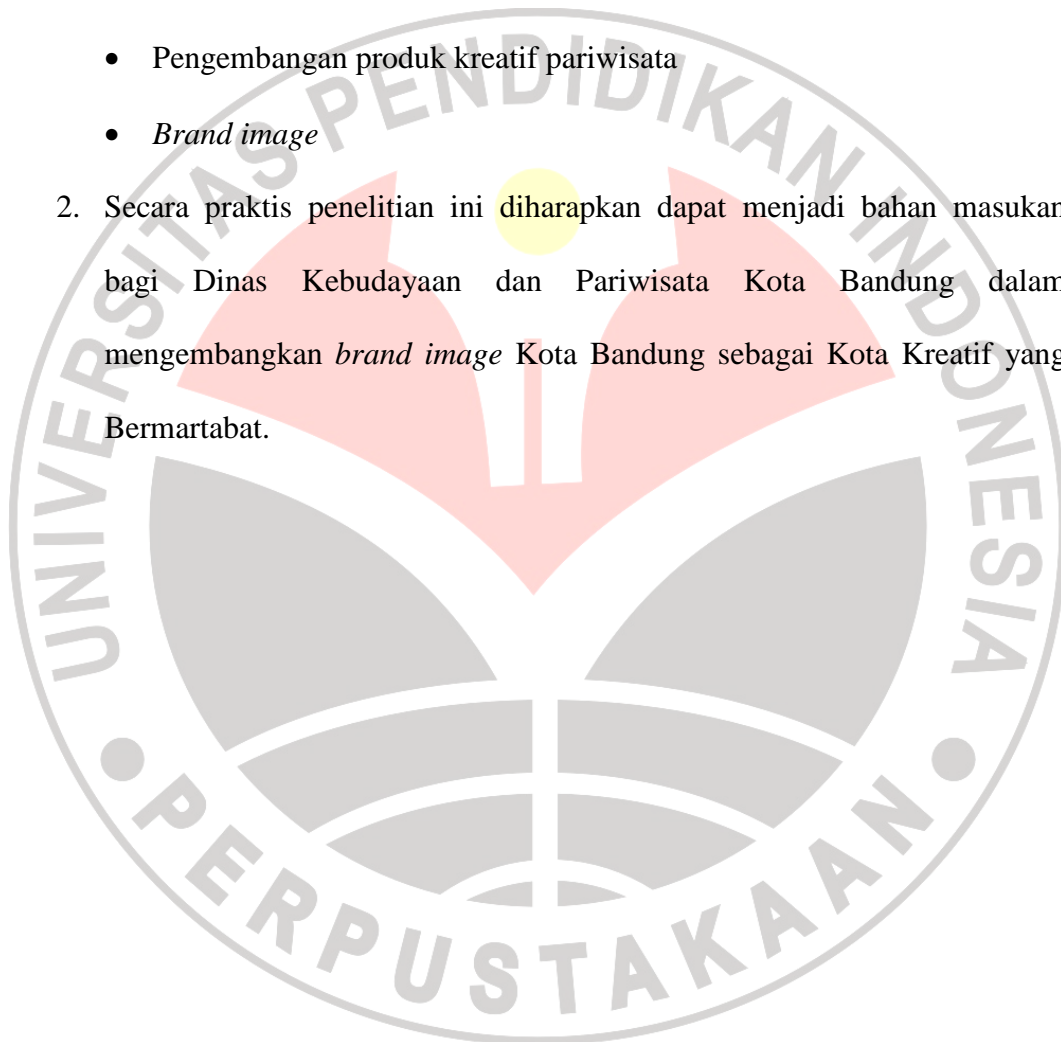 • Pengembangan produk kreatif pariwisata
• Brand image
2. Secara praktis penelitian ini diharapkan dapat menjadi bahan masukan
bagi Dinas Kebudayaan dan Pariwisata Kota Bandung dalam
mengembangkan brand image Kota Bandung sebagai Kota Kreatif yang
Bermartabat.
UNIVERSITAS PENDIDIKAN INDONESIA
PERPUSTAKAAN